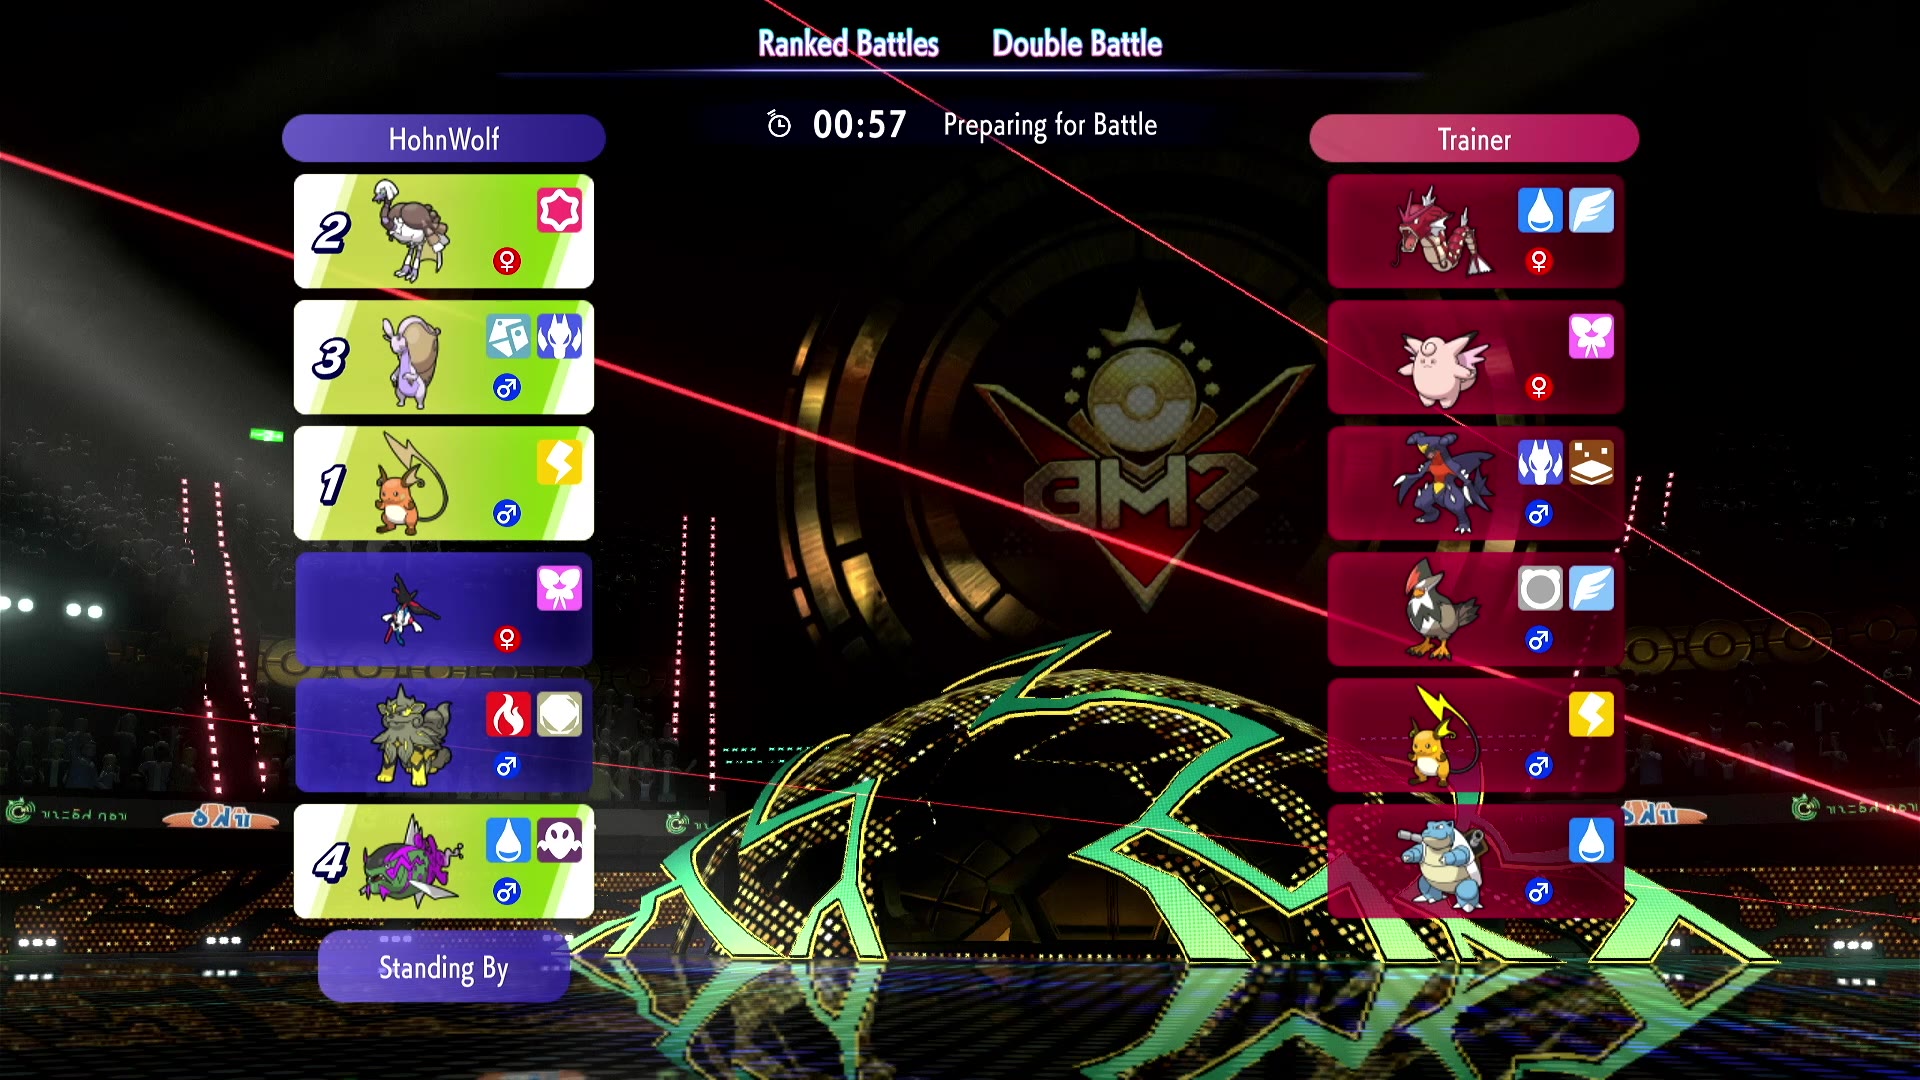 Ranked Battles Double Battle
00:57 Preparing for Battle
HohnWolf
Trainer
2
3
1
4
Standing By